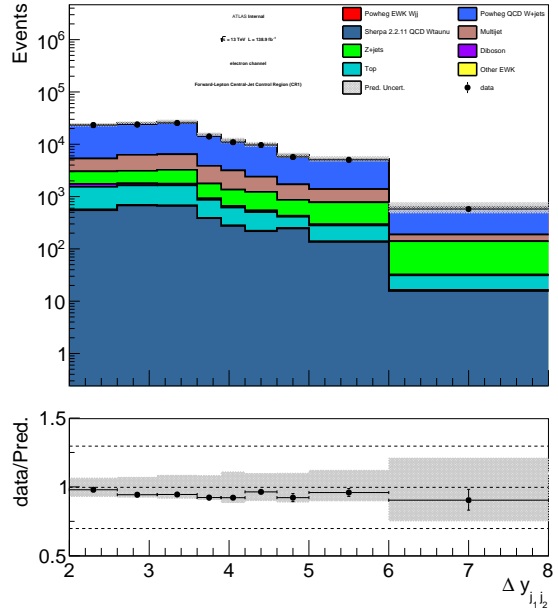 Events
10⁶
10⁵
10⁴
10³
10²
10
1
ATLAS Internal
√s = 13 TeV L = 138.9 fb⁻¹
electron channel
Forward-Lepton Central-Jet Control Region (CR1)
Powheg EWK Wjj
Powheg QCD W+jets
Sherpa 2.2.11 QCD Wtaunu
Multijet
Z+jets
Diboson
Top
Other EWK
Pred. Uncert.
data
data/Pred.
1.5
1
0.5
2 3 4 5 6 7 8
Δ y_{j₁j₂}